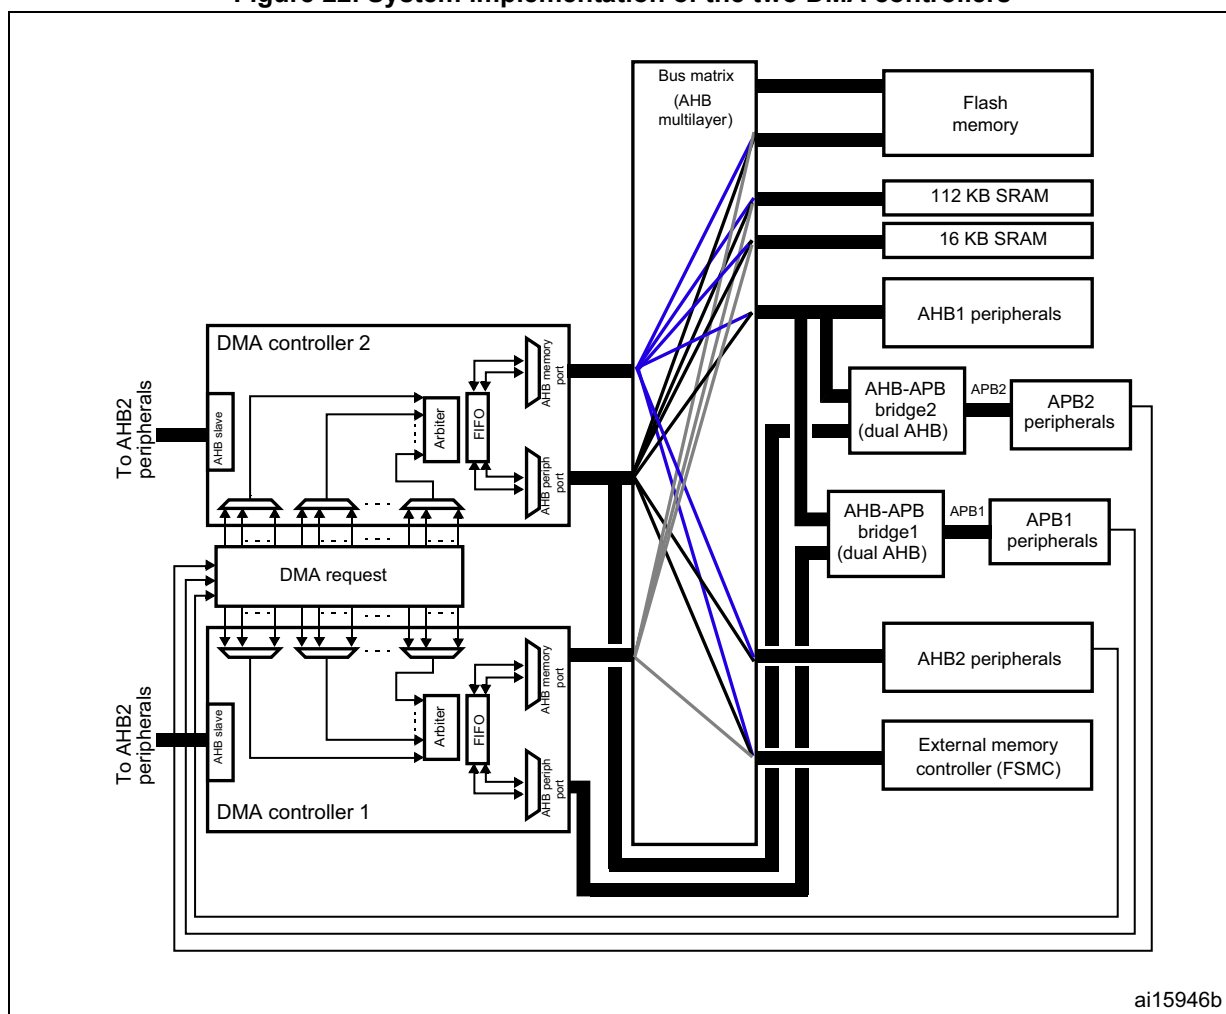 Figure 22. System implementation of the two DMA controllers
Bus matrix
(AHB
multilayer)
Flash
memory
112 KB SRAM
16 KB SRAM
AHB1 peripherals
DMA controller 2
To AHB2
peripherals
AHB slave
Arbiter
FIFO
AHB memory
port
AHB periph
port
AHB-APB
bridge2
(dual AHB)
APB2
APB2
peripherals
AHB-APB
bridge1
(dual AHB)
APB1
APB1
peripherals
DMA request
To AHB2
peripherals
AHB slave
Arbiter
FIFO
AHB memory
port
AHB periph
port
DMA controller 1
AHB2 peripherals
External memory
controller (FSMC)
ai15946b